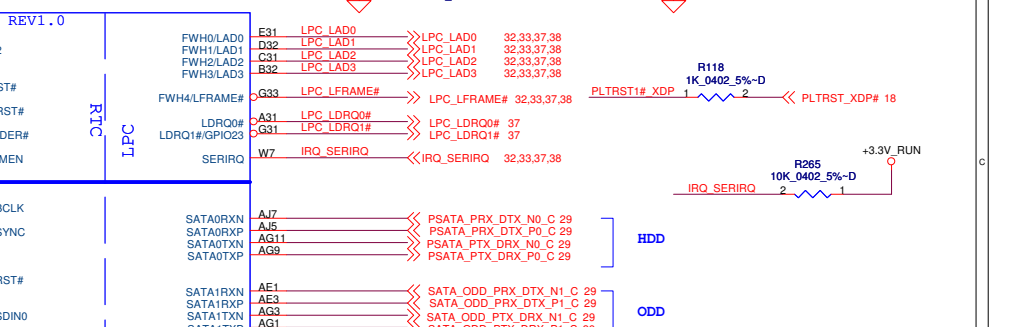 REV1.0
FWH0/LAD0 E31 LPC_LAD0 LPC_LAD0 32,33,37,38
FWH1/LAD1 D32 LPC_LAD1 LPC_LAD1 32,33,37,38
FWH2/LAD2 C31 LPC_LAD2 LPC_LAD2 32,33,37,38
FWH3/LAD3 B32 LPC_LAD3 LPC_LAD3 32,33,37,38
R118
1K_0402_5%~D
ST#
FWH4/LFRAME# G33 LPC_LFRAME# LPC_LFRAME# 32,33,37,38
PLTRST1#_XDP 1 2 PLTRST_XDP# 18
RTC
LPC
RST#
LDRQ0# A31 LPC_LDRQ0# LPC_LDRQ0# 37
DER# LDRQ1#/GPIO23 G31 LPC_LDRQ1# LPC_LDRQ1# 37
MEN SERIRQ W7 IRQ_SERIRQ IRQ_SERIRQ 32,33,37,38
+3.3V_RUN
C
R265
10K_0402_5%~D
IRQ_SERIRQ 2 1
BCLK
SATA0RXN AJ7 PSATA_PRX_DTX_N0_C 29
SYNC SATA0RXP AJ5 PSATA_PRX_DTX_P0_C 29
SATA0TXN AG11 PSATA_PTX_DRX_N0_C 29
SATA0TXP AG9 PSATA_PTX_DRX_P0_C 29
HDD
RST#
SATA1RXN AE1 SATA_ODD_PRX_DTX_N1_C 29
SATA1RXP AE3 SATA_ODD_PRX_DTX_P1_C 29
SDIN0 SATA1TXN AG3 SATA_ODD_PTX_DRX_N1_C 29
ODD
AG1